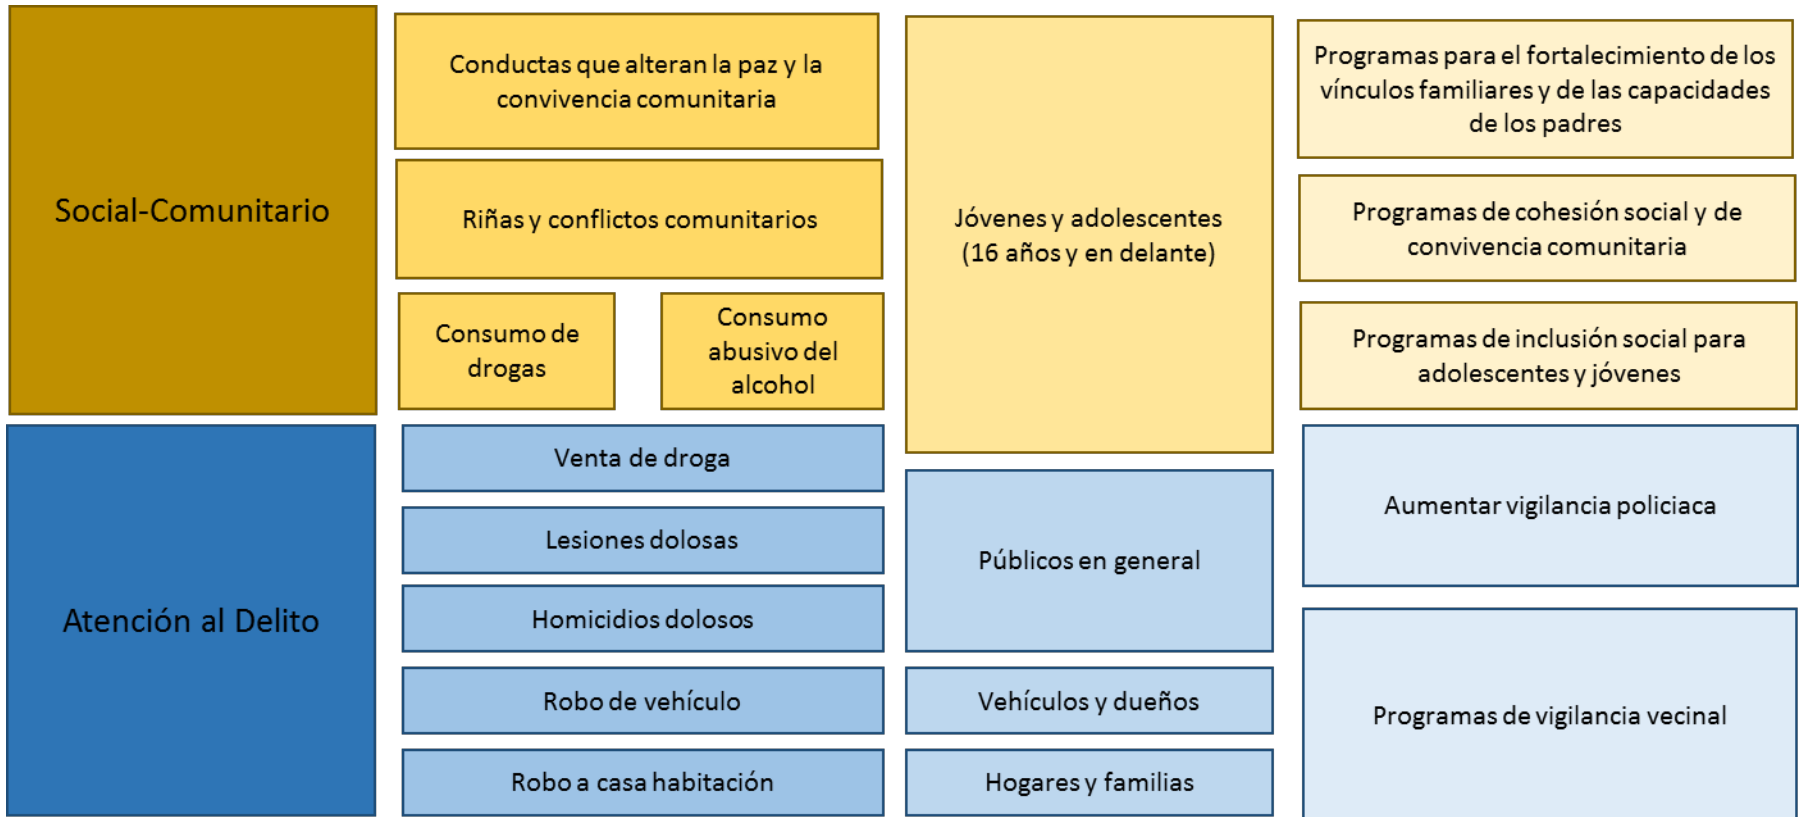 Social-Comunitario
Conductas que alteran la paz y la
convivencia comunitaria
Riñas y conflictos comunitarios
Consumo de
drogas
Consumo
abusivo del
alcohol
Jóvenes y adolescentes
(16 años y en delante)
Programas para el fortalecimiento de los
vínculos familiares y de las capacidades
de los padres
Programas de cohesión social y de
convivencia comunitaria
Programas de inclusión social para
adolescentes y jóvenes
Atención al Delito
Venta de droga
Lesiones dolosas
Homicidios dolosos
Robo de vehículo
Robo a casa habitación
Públicos en general
Vehículos y dueños
Hogares y familias
Aumentar vigilancia policiaca
Programas de vigilancia vecinal